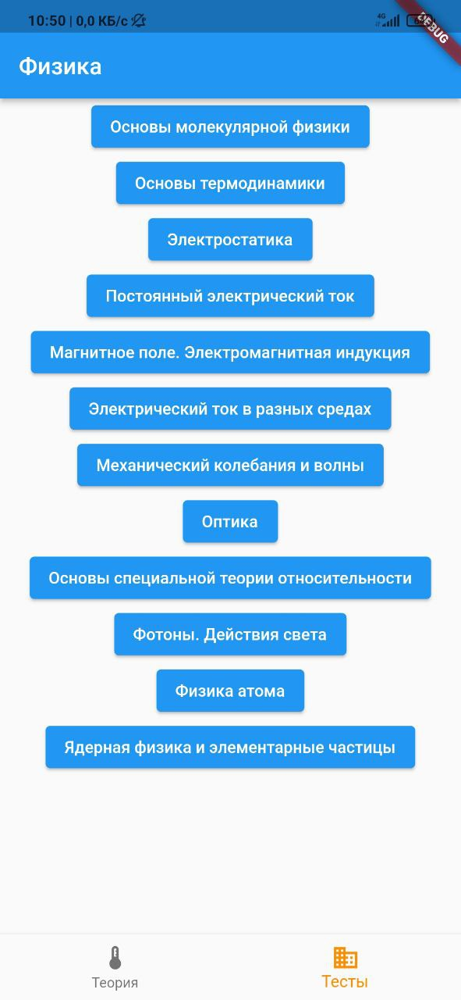 10:50 | 0,0 КБ/с
4G
DEBUG
Физика
Основы молекулярной физики
Основы термодинамики
Электростатика
Постоянный электрический ток
Магнитное поле. Электромагнитная индукция
Электрический ток в разных средах
Механический колебания и волны
Оптика
Основы специальной теории относительности
Фотоны. Действия света
Физика атома
Ядерная физика и элементарные частицы
Теория
Тесты